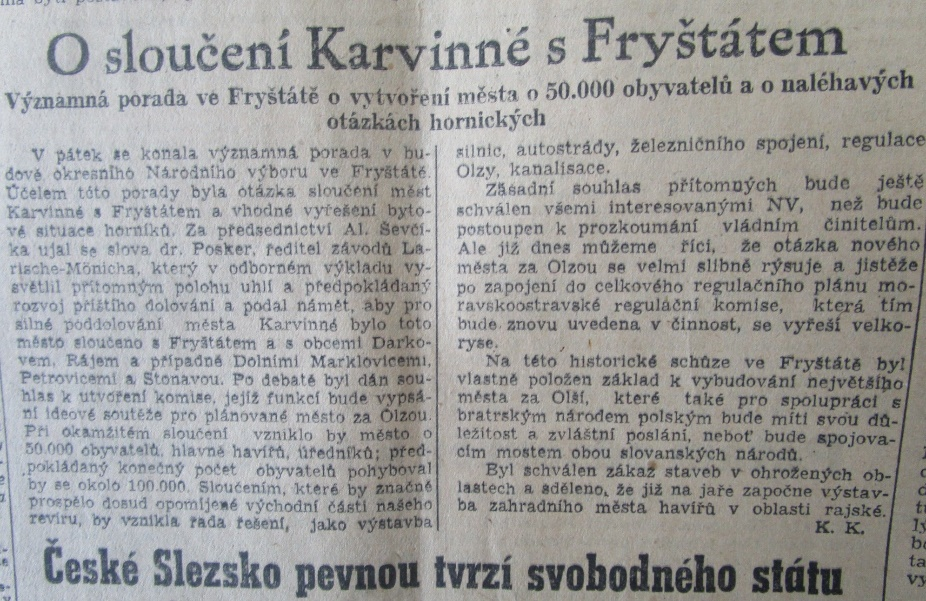 O sloučení Karvinné s Fryštátem
Významná porada ve Fryštátě o vytvoření města o 50.000 obyvatelů a o naléhavých
otázkách hornických
V pátek se konala významná porada v bu-
dově okresního Národního výboru ve Fryštátě.
Účelem této porady byla otázka sloučení měst
Karvinné s Fryštátem a vhodné vyřešení byto-
vé situace horníků. Za předsednictví Al. Ševčí-
ka ujal se slova dr. Posker, ředitel závodů La-
rische-Mönicha, který v odborném výkladu vy-
světlil přítomným polohu uhlí a předpokládaný
rozvoj příštího dolování a podal námět, aby pro
silné poddolování města Karvinné bylo toto
město sloučeno s Fryštátem a s obcemi Darko-
vem, Rájem a případně Dolními Marklovicemi,
Petrovicemi a Stonavou. Po debatě byl dán sou-
hlas k utvoření komise, jejíž funkcí bude vypsá-
ní ideové soutěže pro plánované město za Olzou.
Při okamžitém sloučení vzniklo by město o
50.000 obyvatelů, hlavně havířů, úředníků; před-
pokládaný konečný počet obyvatelů pohyboval
by se okolo 100.000. Sloučením, které by značně
prospělo dosud opomíjené východní části našeho
revíru, by vznikla řada řešení, jako výstavba
silnic, autostrády, železničního spojení, regulace
Olzy, kanalisace.
Zásadní souhlas přítomných bude ještě
schválen všemi interesovanými NV, než bude
postoupen k prozkoumání vládním činitelům.
Ale již dnes můžeme říci, že otázka nového
města za Olzou se velmi slibně rýsuje a jistěže
po zapojení do celkového regulačního plánu mo-
ravskoostravské regulační komise, která tím
bude znovu uvedena v činnost, se vyřeší velko-
ryse.
Na této historické schůze ve Fryštátě byl
vlastně položen základ k vybudování největšího
města za Olší, které také pro spolupráci s
bratrským národem polským bude míti svou dů-
ležitost a zvláštní poslání, neboť bude spojova-
cím mostem obou slovanských národů.
Byl schválen zákaz staveb v ohrožených ob-
lastech a sděleno, že již na jaře započne výstav-
ba zahradního města havířů v oblasti rajské.
K. K.
České Slezsko pevnou tvrzí svobodného státu